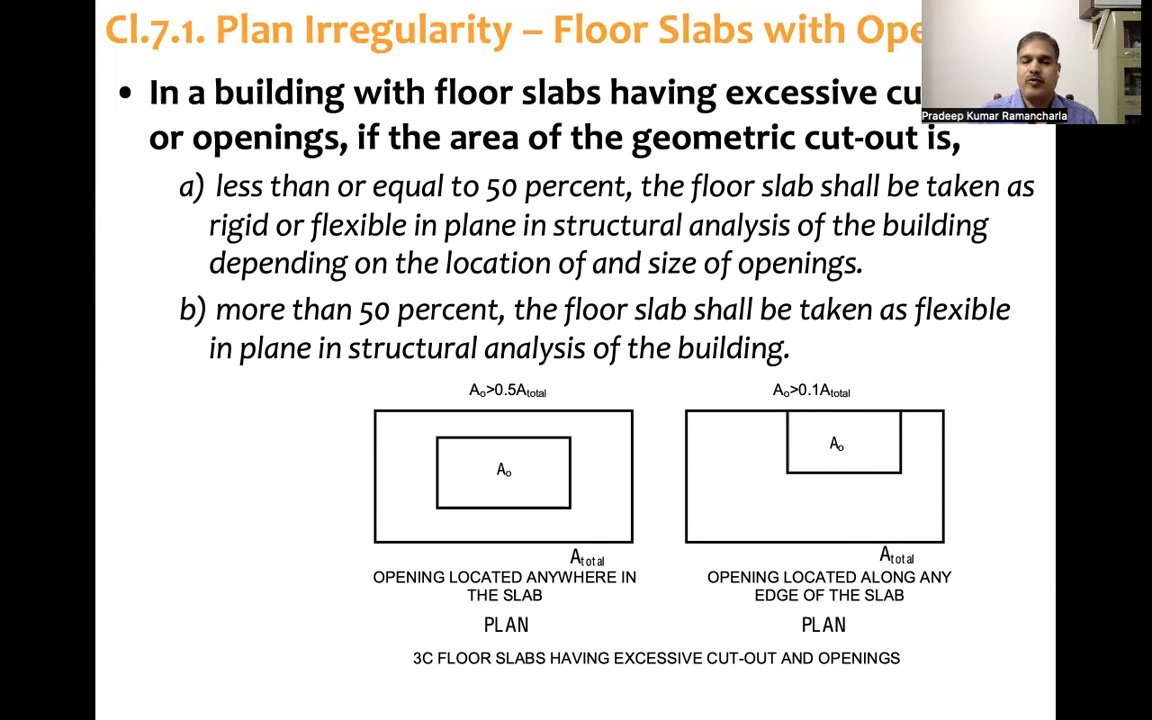 Cl.7.1. Plan Irregularity – Floor Slabs with Ope
Pradeep Kumar Ramancharla
• In a building with floor slabs having excessive cu
or openings, if the area of the geometric cut-out is,
a) less than or equal to 50 percent, the floor slab shall be taken as
rigid or flexible in plane in structural analysis of the building
depending on the location of and size of openings.
b) more than 50 percent, the floor slab shall be taken as flexible
in plane in structural analysis of the building.
Ao>0.5Atotal
Ao
Atotal
OPENING LOCATED ANYWHERE IN
THE SLAB
PLAN
Ao>0.1Atotal
Ao
Atotal
OPENING LOCATED ALONG ANY
EDGE OF THE SLAB
PLAN
3C FLOOR SLABS HAVING EXCESSIVE CUT-OUT AND OPENINGS